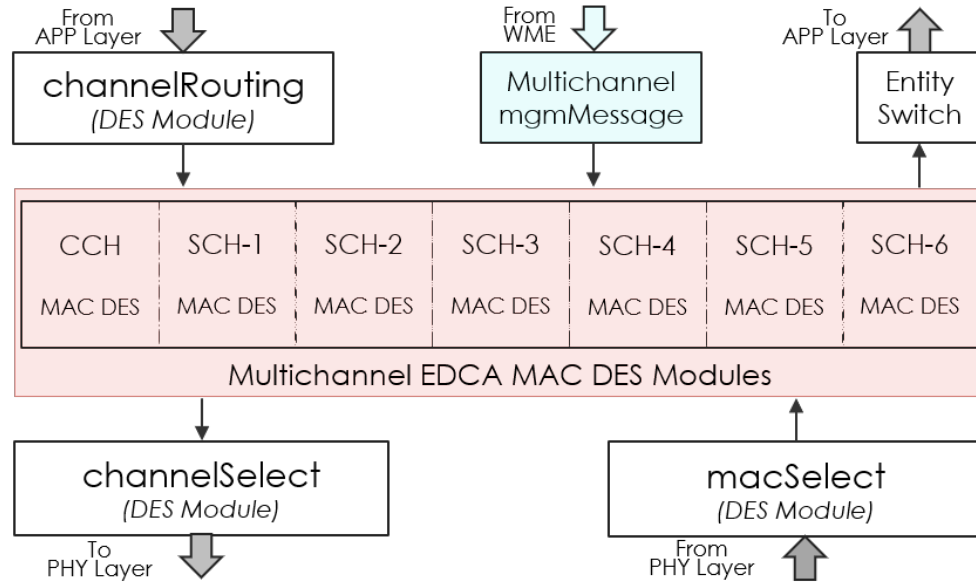 From
APP Layer
channelRouting
(DES Module)
From
WME
Multichannel
mgmMessage
To
APP Layer
Entity
Switch
CCH
MAC DES
SCH-1
MAC DES
SCH-2
MAC DES
SCH-3
MAC DES
SCH-4
MAC DES
SCH-5
MAC DES
SCH-6
MAC DES
Multichannel EDCA MAC DES Modules
channelSelect
(DES Module)
To
PHY Layer
macSelect
(DES Module)
From
PHY Layer